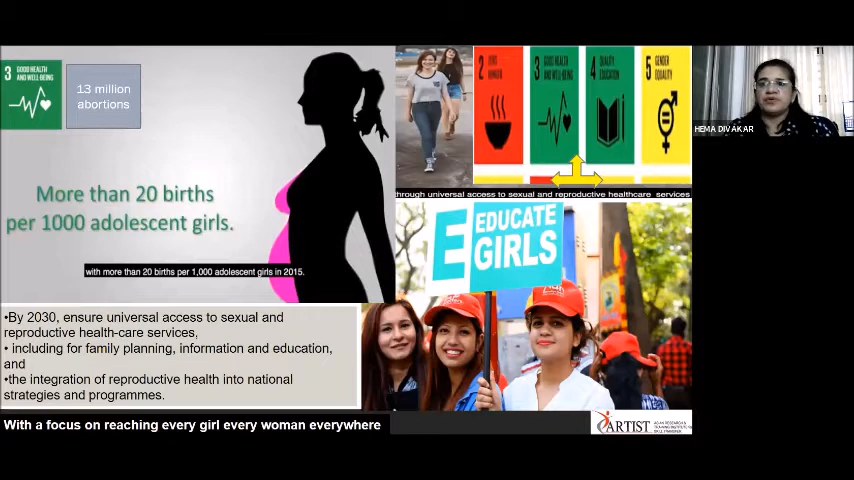 3 GOOD HEALTH
AND WELL-BEING
13 million
abortions
More than 20 births
per 1000 adolescent girls.
with more than 20 births per 1,000 adolescent girls in 2015.
2 ZERO
HUNGER
3 GOOD HEALTH
AND WELL-BEING
4 QUALITY
EDUCATION
5 GENDER
EQUALITY
through universal access to sexual and reproductive healthcare services
E EDUCATE
GIRLS
HEMA DIVAKAR
•By 2030, ensure universal access to sexual and
reproductive health-care services,
• including for family planning, information and education,
and
•the integration of reproductive health into national
strategies and programmes.
With a focus on reaching every girl every woman everywhere
ARTIST